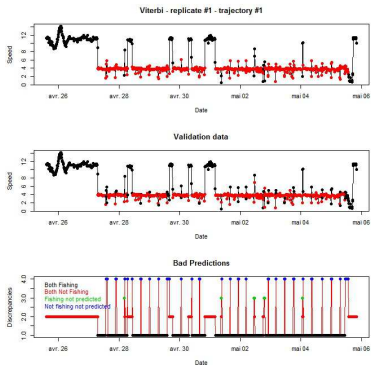 Viterbi - replicate #1 - trajectory #1
Speed
12
8
4
0
avr. 26
avr. 28
avr. 30
mai 02
mai 04
mai 06
Date
Validation data
Speed
12
8
4
0
avr. 26
avr. 28
avr. 30
mai 02
mai 04
mai 06
Date
Bad Predictions
Discrepancies
4.0
3.0
2.0
1.0
Both Fishing
Both Not Fishing
Fishing not predicted
Not fishing not predicted
avr. 26
avr. 28
avr. 30
mai 02
mai 04
mai 06
Date